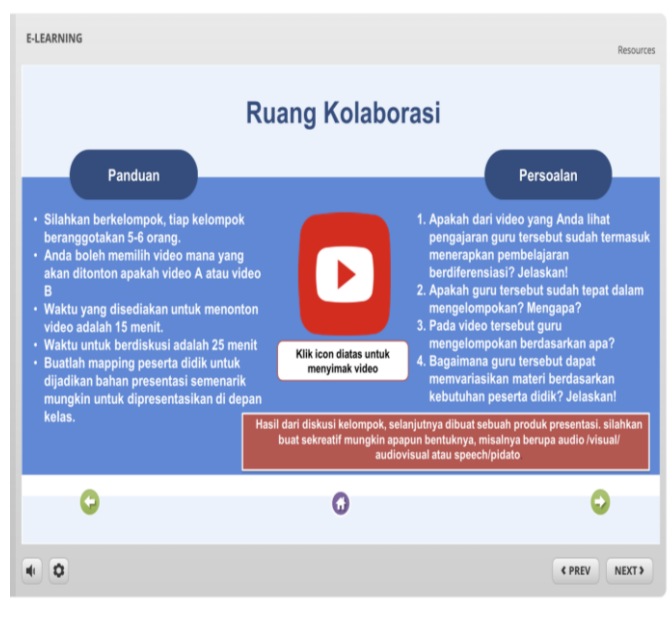 E-LEARNING
Resources
Ruang Kolaborasi
Panduan
• Silahkan berkelompok, tiap kelompok
beranggotakan 5-6 orang.
• Anda boleh memilih video mana yang
akan ditonton apakah video A atau video
B
• Waktu yang disediakan untuk menonton
video adalah 15 menit.
• Waktu untuk berdiskusi adalah 25 menit
• Buatlah mapping peserta didik untuk
dijadikan bahan presentasi semenarik
mungkin untuk dipresentasikan di depan
kelas.
Klik icon diatas untuk
menyimak video
Persoalan
1. Apakah dari video yang Anda lihat
pengajaran guru tersebut sudah termasuk
menerapkan pembelajaran
berdiferensiasi? Jelaskan!
2. Apakah guru tersebut sudah tepat dalam
mengelompokan? Mengapa?
3. Pada video tersebut guru
mengelompokan berdasarkan apa?
4. Bagaimana guru tersebut dapat
memvariasikan materi berdasarkan
kebutuhan peserta didik? Jelaskan!
Hasil dari diskusi kelompok, selanjutnya dibuat sebuah produk presentasi. silahkan
buat sekreatif mungkin apapun bentuknya, misalnya berupa audio /visual/
audiovisual atau speech/pidato
PREV
NEXT